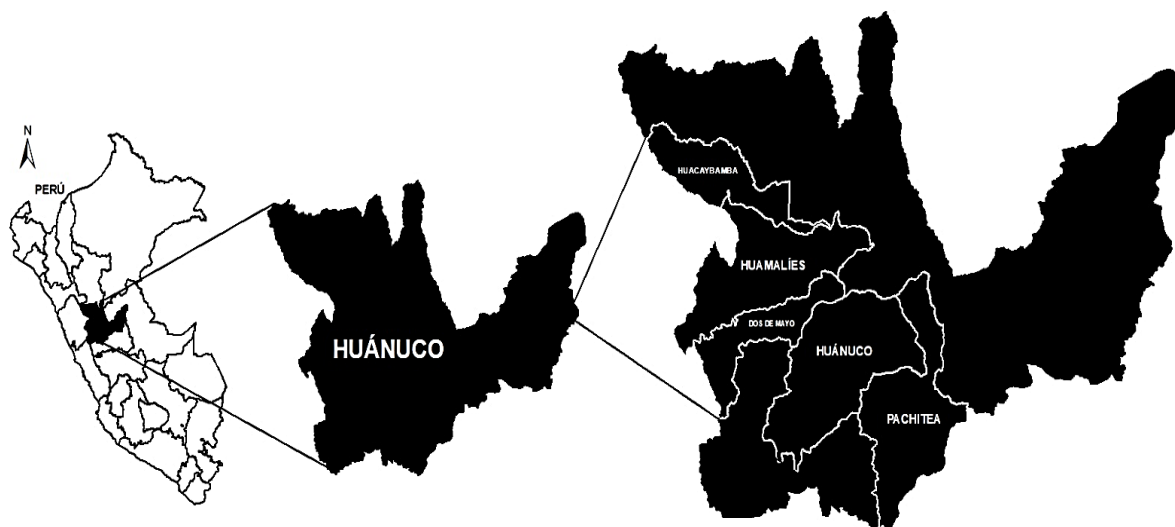 N
PERÚ
HUÁNUCO
HUACAYBAMBA
HUAMALÍES
DOS DE MAYO
HUÁNUCO
PACHITEA